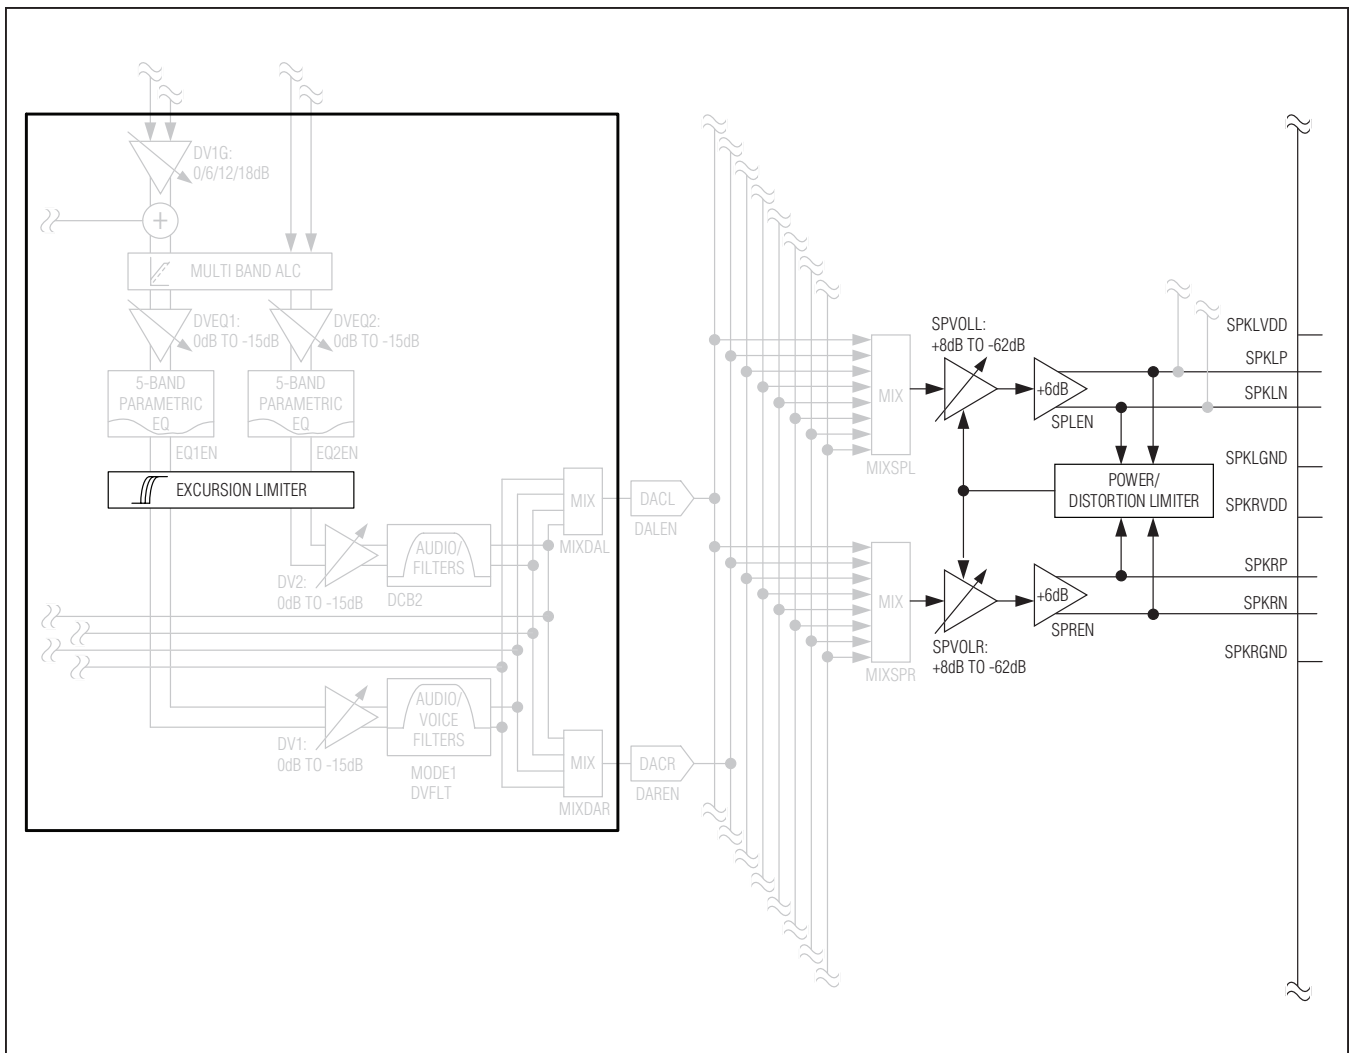 DV1G:
0/6/12/18dB
+
MULTI BAND ALC
DVEQ1:
0dB TO -15dB
DVEQ2:
0dB TO -15dB
5-BAND
PARAMETRIC
EQ
5-BAND
PARAMETRIC
EQ
EQ1EN
EQ2EN
EXCURSION LIMITER
DV2:
0dB TO -15dB
AUDIO/
FILTERS
DCB2
MIX
MIXDAL
DV1:
0dB TO -15dB
AUDIO/
VOICE
FILTERS
MODE1
DVFLT
MIX
MIXDAR
DACL
DALEN
DACR
DAREN
MIX
MIXSPL
MIX
MIXSPR
SPVOLL:
+8dB TO -62dB
+6dB
SPLEN
POWER/
DISTORTION LIMITER
+6dB
SPREN
SPVOLR:
+8dB TO -62dB
SPKLVDD
SPKLP
SPKLN
SPKLGND
SPKRVDD
SPKRP
SPKRN
SPKRGND